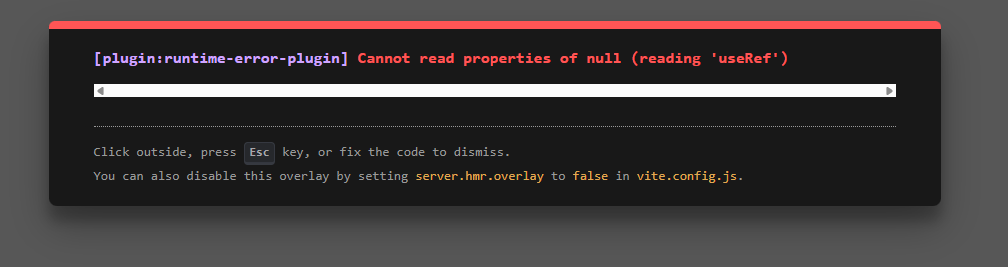 [plugin:runtime-error-plugin] Cannot read properties of null (reading 'useRef')
Click outside, press Esc key, or fix the code to dismiss.
You can also disable this overlay by setting server.hmr.overlay to false in vite.config.js.